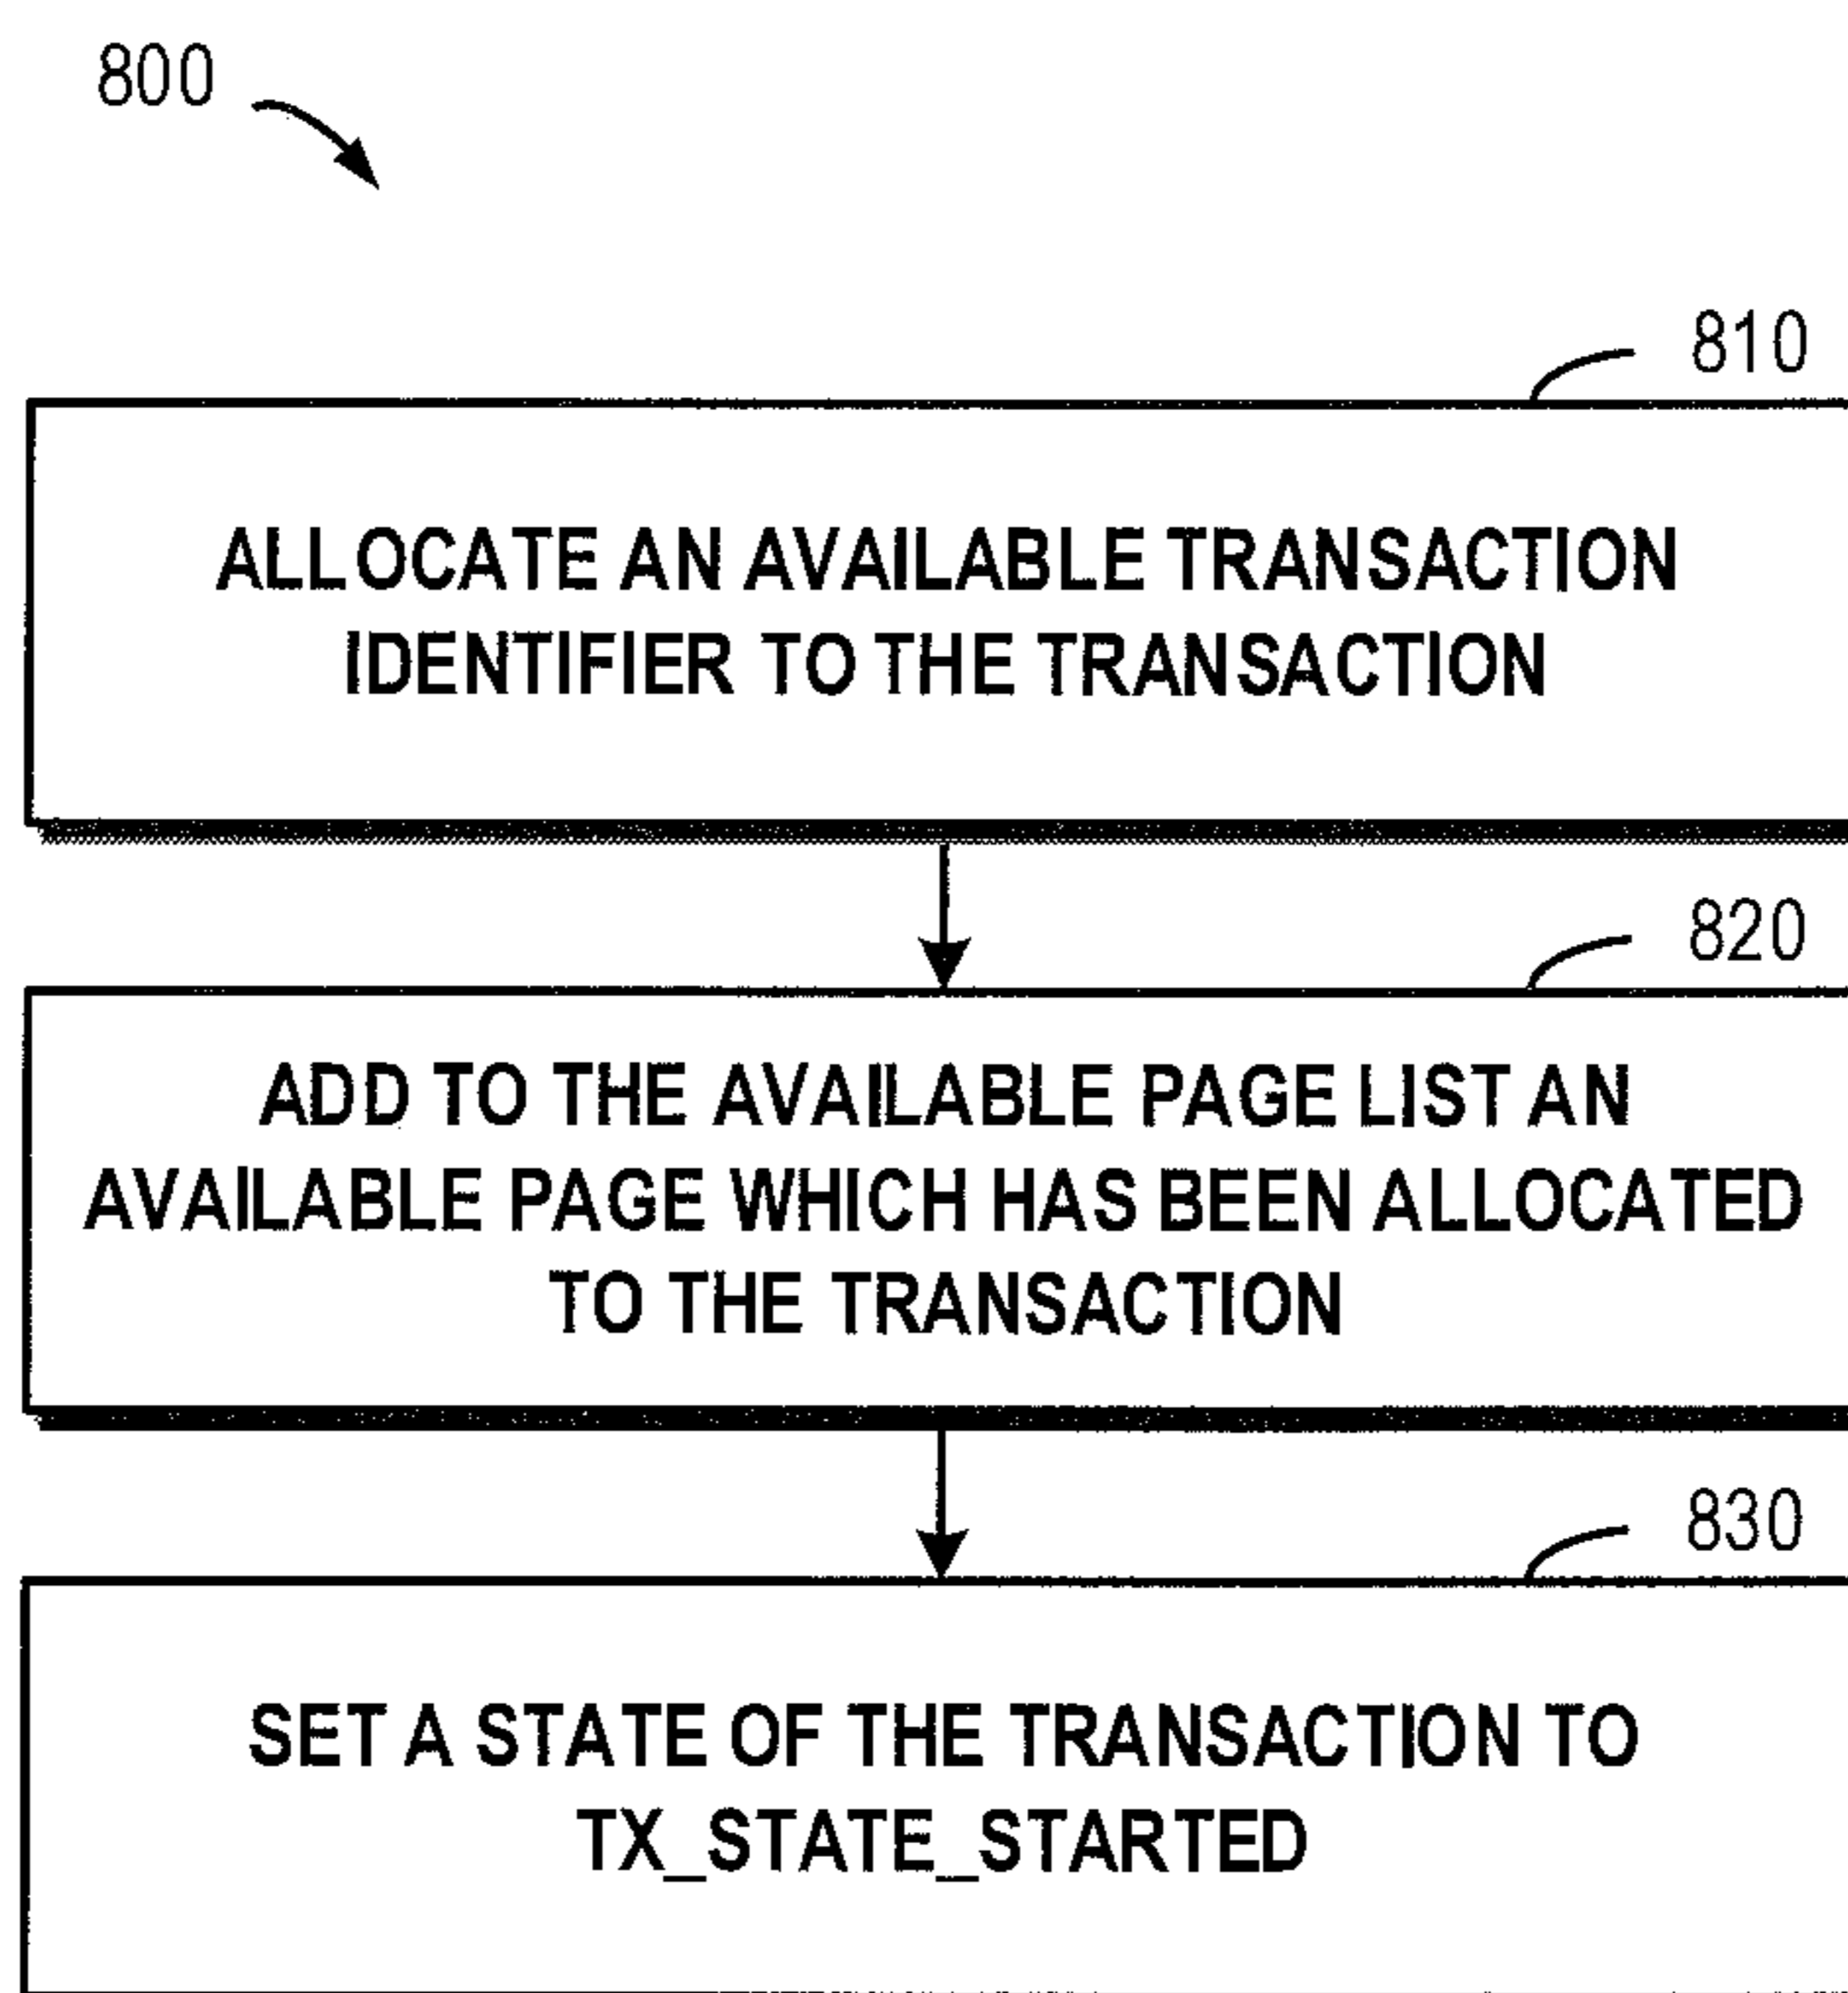 800
810
ALLOCATE AN AVAILABLE TRANSACTION
IDENTIFIER TO THE TRANSACTION
820
ADD TO THE AVAILABLE PAGE LIST AN
AVAILABLE PAGE WHICH HAS BEEN ALLOCATED
TO THE TRANSACTION
830
SET A STATE OF THE TRANSACTION TO
TX_STATE_STARTED